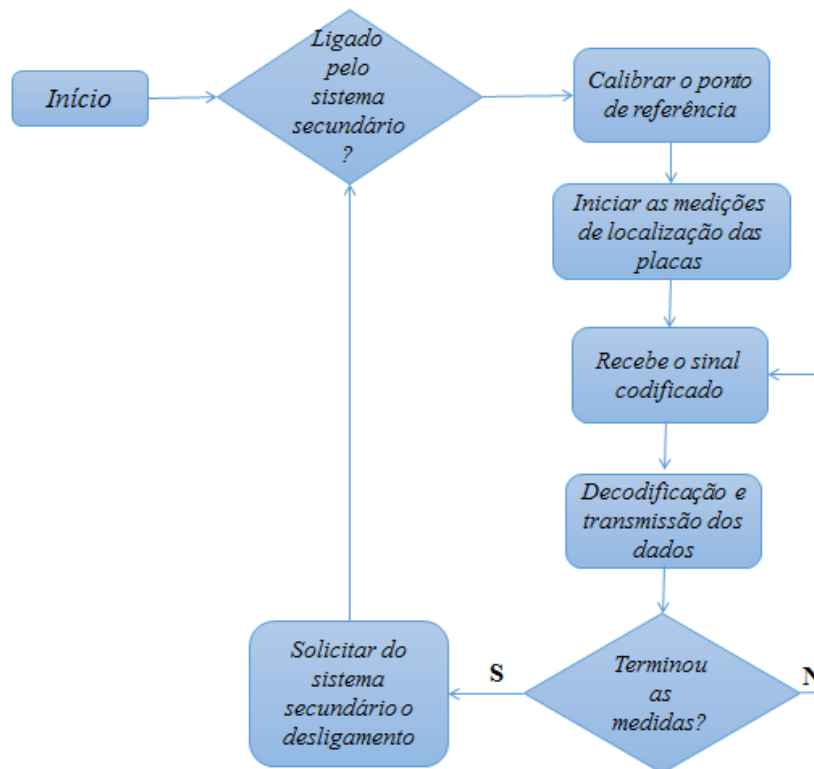 Início
Ligado
pelo
sistema
secundário
?
Calibrar o ponto
de referência
Iniciar as medições
de localização das
placas
Recebe o sinal
codificado
Decodificação e
transmissão dos
dados
Terminou
as
medidas?
S
N
Solicitar do
sistema
secundário o
desligamento